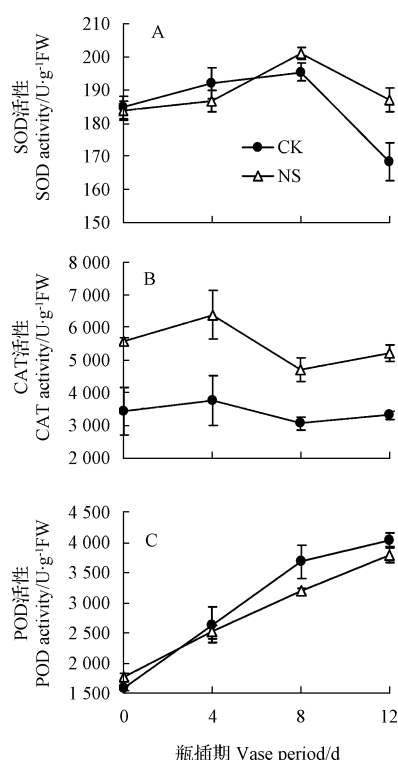 SOD活性
SOD activity/U·g⁻¹FW
210
200
190
180
170
160
150
A
CK
NS
CAT活性
CAT activity/U·g⁻¹FW
8 000
7 000
6 000
5 000
4 000
3 000
2 000
B
POD活性
POD activity/U·g⁻¹FW
4 500
4 000
3 500
3 000
2 500
2 000
1 500
C
0 4 8 12
瓶插期 Vase period/d